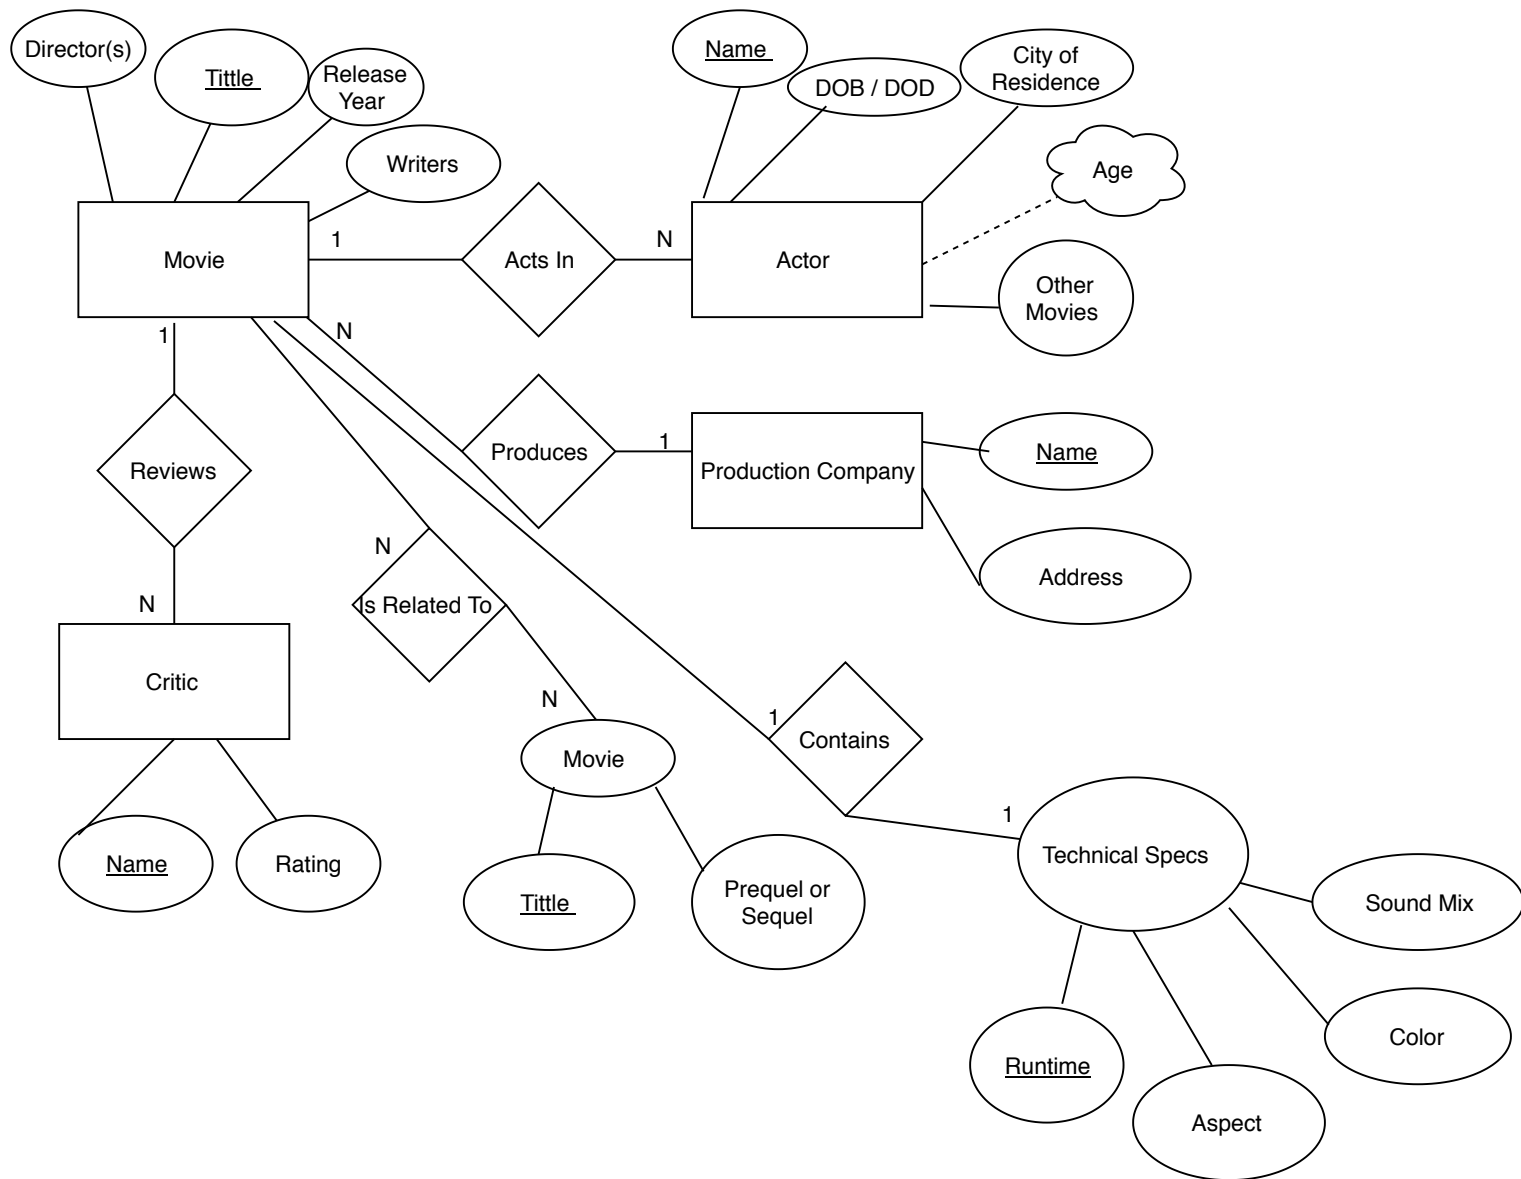 Director(s)
Tittle
Release
Year
Writers
Name
DOB / DOD
City of
Residence
Age
Movie
1
Acts In
N
Actor
Other
Movies
1
N
Reviews
Produces
1
Production Company
Name
Address
N
Is Related To
N
Critic
N
Movie
1
Contains
1
Technical Specs
Name
Rating
Tittle
Prequel or
Sequel
Sound Mix
Color
Runtime
Aspect